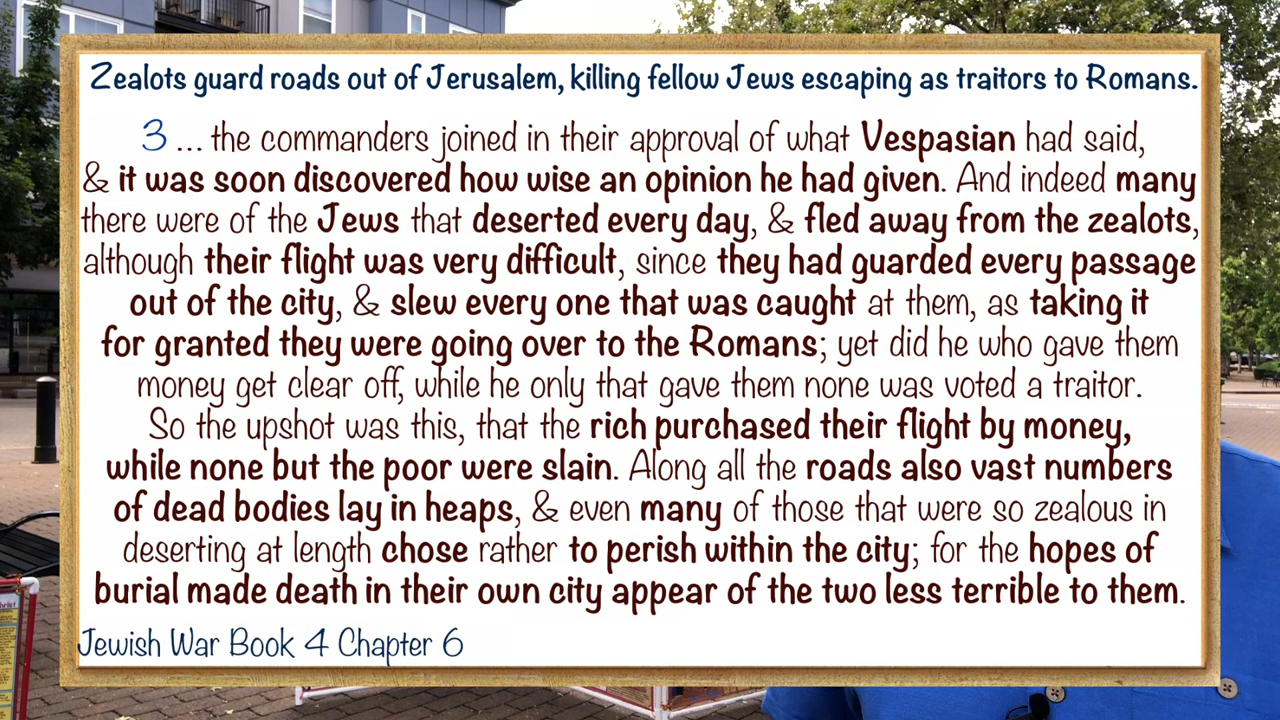 Zealots guard roads out of Jerusalem, killing fellow Jews escaping as traitors to Romans.
3 ... the commanders joined in their approval of what Vespasian had said,
& it was soon discovered how wise an opinion he had given. And indeed many
there were of the Jews that deserted every day, & fled away from the zealots,
although their flight was very difficult, since they had guarded every passage
out of the city, & slew every one that was caught at them, as taking it
for granted they were going over to the Romans; yet did he who gave them
money get clear off, while he only that gave them none was voted a traitor.
So the upshot was this, that the rich purchased their flight by money,
while none but the poor were slain. Along all the roads also vast numbers
of dead bodies lay in heaps, & even many of those that were so zealous in
deserting at length chose rather to perish within the city; for the hopes of
burial made death in their own city appear of the two less terrible to them.
Jewish War Book 4 Chapter 6